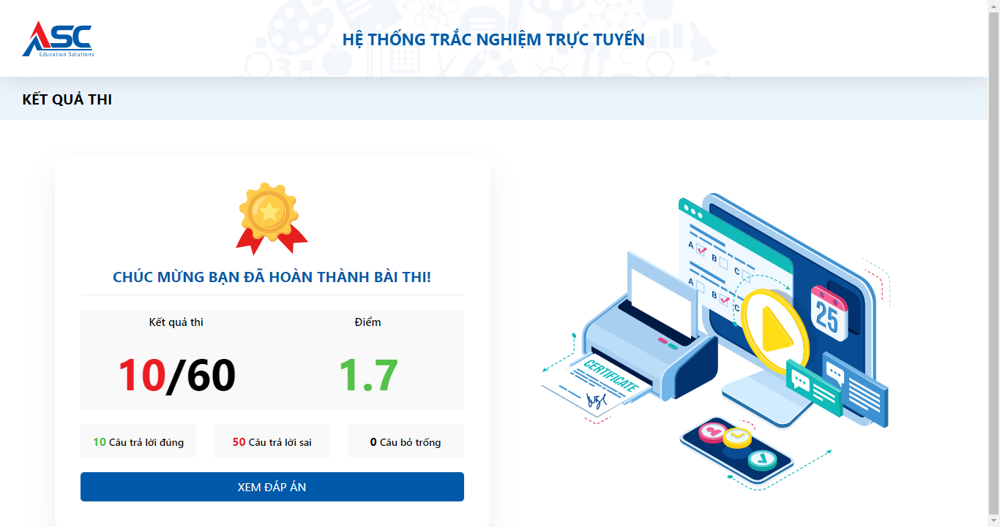 ASC
Education Solutions
HỆ THỐNG TRẮC NGHIỆM TRỰC TUYẾN
KẾT QUẢ THI
CHÚC MỪNG BẠN ĐÃ HOÀN THÀNH BÀI THI!
Kết quả thi
Điểm
10/60
1.7
10 Câu trả lời đúng
50 Câu trả lời sai
0 Câu bỏ trống
XEM ĐÁP ÁN
A
B
C
A
B
25
CERTIFICATE